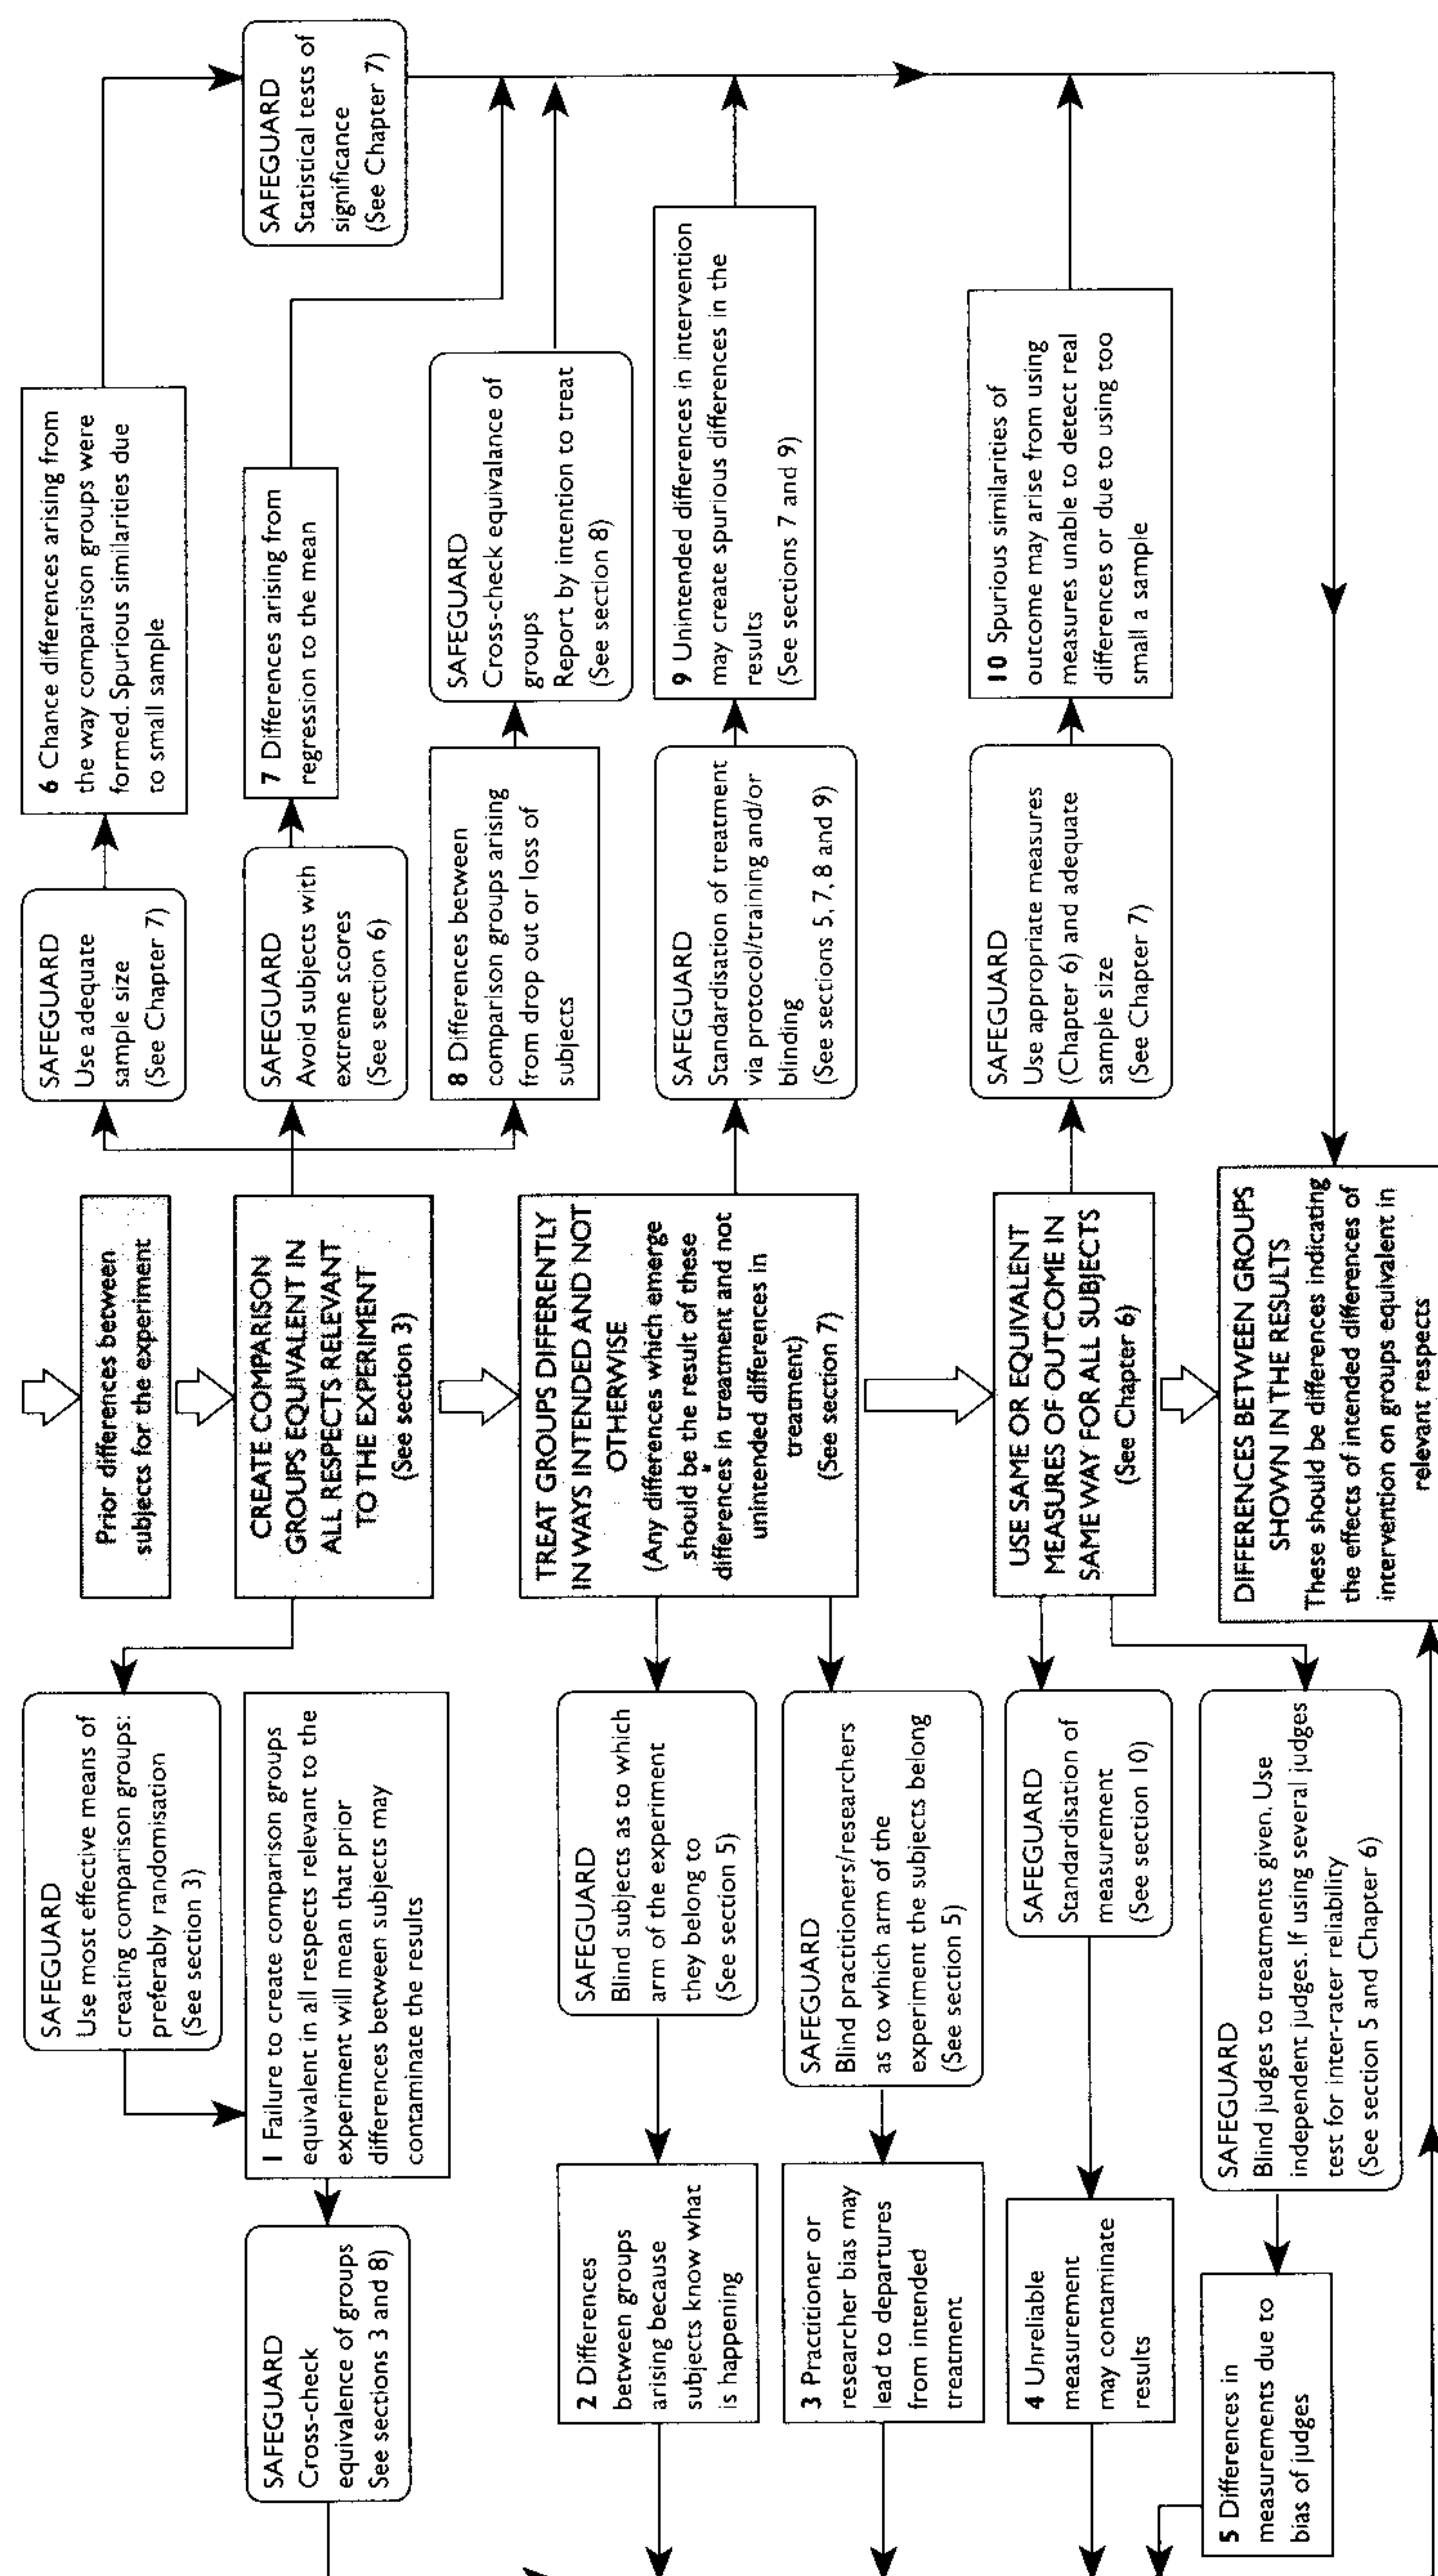 Prior differences between
subjects for the experiment
CREATE COMPARISON
GROUPS EQUIVALENT IN
ALL RESPECTS RELEVANT
TO THE EXPERIMENT
(See section 3)
TREAT GROUPS DIFFERENTLY
IN WAYS INTENDED AND NOT
OTHERWISE
(Any differences which emerge
should be the result of these
differences in treatment and not
unintended differences in
treatment)
(See section 7)
USE SAME OR EQUIVALENT
MEASURES OF OUTCOME IN
SAME WAY FOR ALL SUBJECTS
(See Chapter 6)
DIFFERENCES BETWEEN GROUPS
SHOWN IN THE RESULTS
These should be differences indicating
the effects of intended differences of
intervention on groups equivalent in
relevant respects
SAFEGUARD
Use most effective means of
creating comparison groups:
preferably randomisation
(See section 3)
1 Failure to create comparison groups
equivalent in all respects relevant to the
experiment will mean that prior
differences between subjects may
contaminate the results
SAFEGUARD
Cross-check
equivalence of groups
See sections 3 and 8)
SAFEGUARD
Blind subjects as to which
arm of the experiment
they belong to
(See section 5)
2 Differences
between groups
arising because
subjects know what
is happening
SAFEGUARD
Blind practitioners/researchers
as to which arm of the
experiment the subjects belong
(See section 5)
3 Practitioner or
researcher bias may
lead to departures
from intended
treatment
SAFEGUARD
Standardisation of
measurement
(See section 10)
4 Unreliable
measurement
may contaminate
results
SAFEGUARD
Blind judges to treatments given. Use
independent judges. If using several judges
test for inter-rater reliability
(See section 5 and Chapter 6)
5 Differences in
measurements due to
bias of judges
SAFEGUARD
Use adequate
sample size
(See Chapter 7)
6 Chance differences arising from
the way comparison groups were
formed. Spurious similarities due
to small sample
SAFEGUARD
Statistical tests of
significance
(See Chapter 7)
SAFEGUARD
Avoid subjects with
extreme scores
(See section 6)
7 Differences arising from
regression to the mean
8 Differences between
comparison groups arising
from drop out or loss of
subjects
SAFEGUARD
Cross-check equivalance of
groups
Report by intention to treat
(See section 8)
SAFEGUARD
Standardisation of treatment
via protocol/training and/or
blinding
(See sections 5, 7, 8 and 9)
9 Unintended differences in intervention
may create spurious differences in the
results
(See sections 7 and 9)
SAFEGUARD
Use appropriate measures
(Chapter 6) and adequate
sample size
(See Chapter 7)
10 Spurious similarities of
outcome may arise from using
measures unable to detect real
differences or due to using too
small a sample